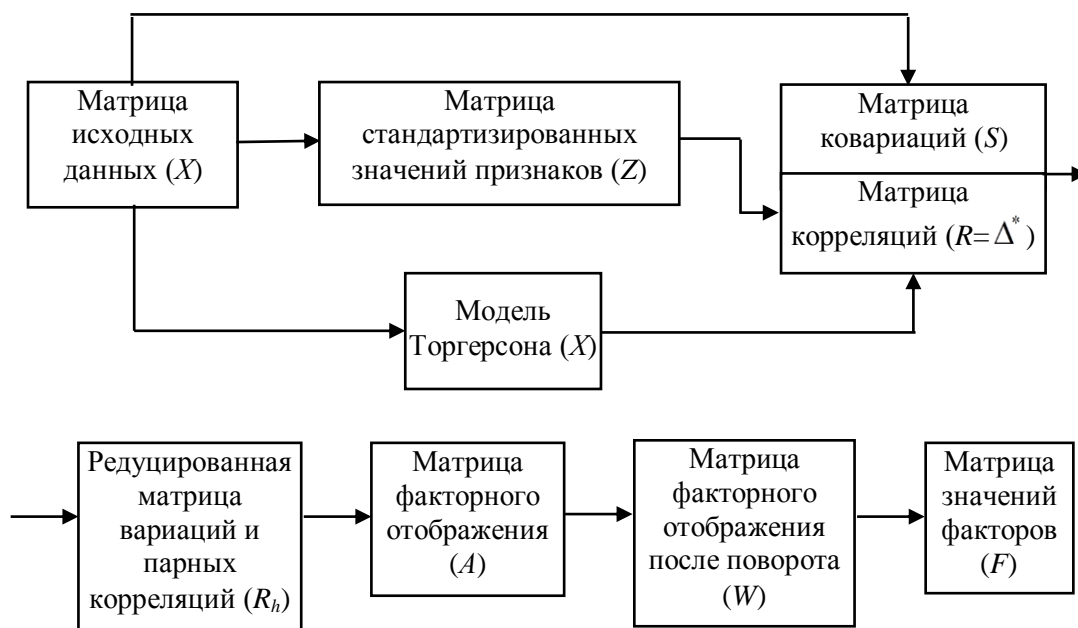 Матрица
исходных
данных (X)
Матрица
стандартизированных
значений признаков (Z)
Матрица
ковариаций (S)
Матрица
корреляций (R=Δ*)
Модель
Торгерсона (X)
Редуцированная
матрица
вариаций и
парных
корреляций (Rₕ)
Матрица
факторного
отображения
(A)
Матрица
факторного
отображения
после поворота
(W)
Матрица
значений
факторов
(F)